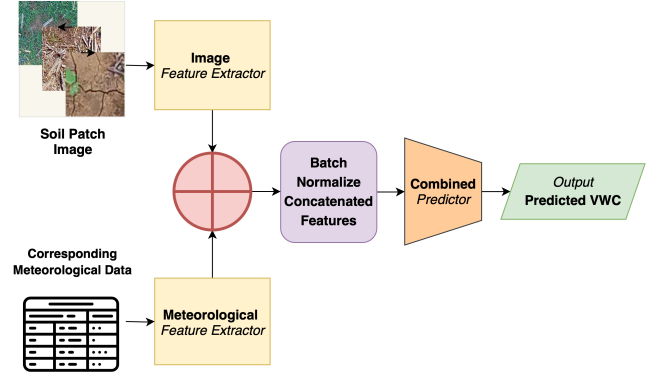 Soil Patch
Image
Image
Feature Extractor
Batch
Normalize
Concatenated
Features
Combined
Predictor
Output
Predicted VWC
Corresponding
Meteorological Data
Meteorological
Feature Extractor